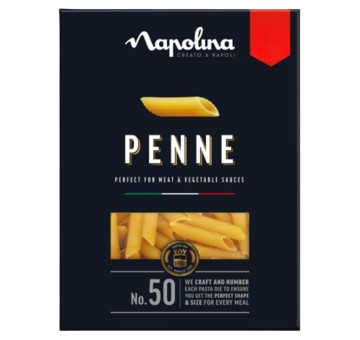 Napolina
CREATO A NAPOLI
PENNE
PERFECT FOR MEAT & VEGETABLE SAUCES
No.50
WE CRAFT AND NUMBER
EACH PASTA DIE TO ENSURE
YOU GET THE PERFECT SHAPE
& SIZE FOR EVERY MEAL